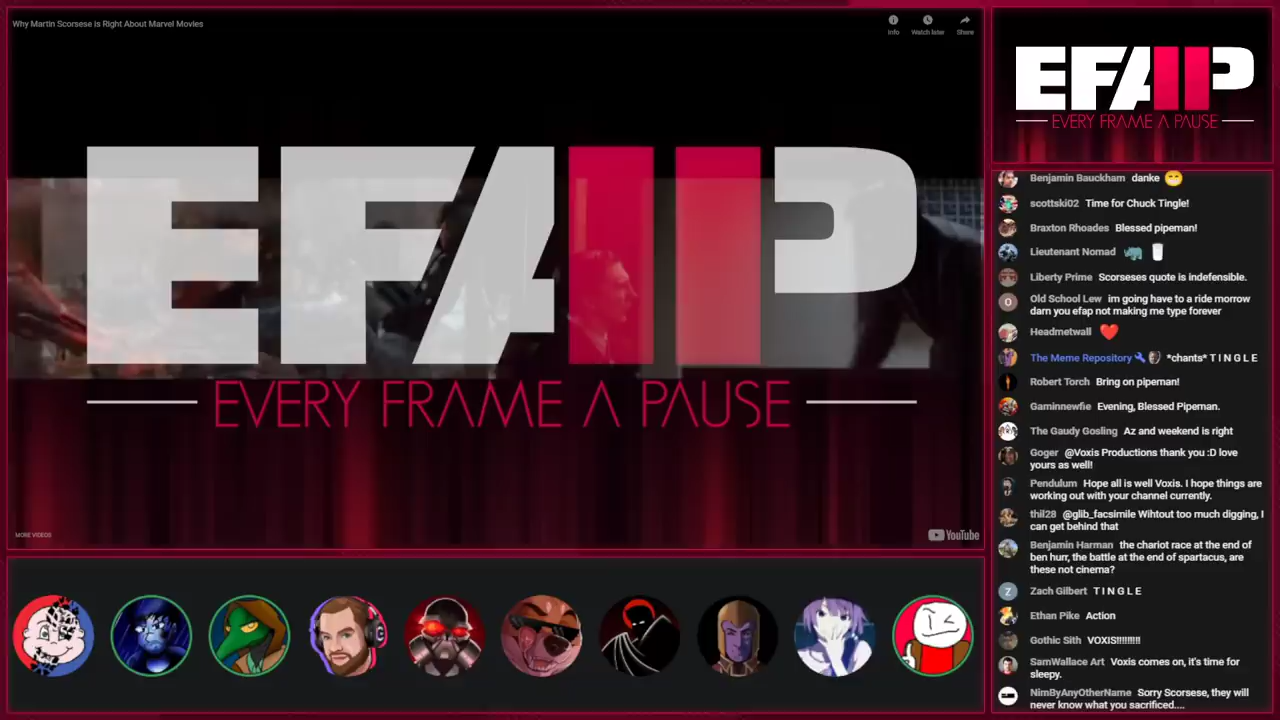 Why Martin Scorsese is Right About Marvel Movies
Info
Watch later
Share
EFAP
EVERY FRAME A PAUSE
MORE VIDEOS
YouTube
EFAP
EVERY FRAME A PAUSE
Benjamin Bauckham danke 😁
scottski02 Time for Chuck Tingle!
Braxton Rhoades Blessed pipeman!
Lieutenant Nomad 🐘 🥛
Liberty Prime Scorseses quote is indefensible.
O
Old School Lew im going have to a ride morrow
darn you efap not making me type forever
Headmetwall ❤️
The Meme Repository 🔧 *chants* T I N G L E
Robert Torch Bring on pipeman!
Gaminnewfie Evening, Blessed Pipeman.
The Gaudy Gosling Az and weekend is right
Goger @Voxis Productions thank you :D love
yours as well!
Pendulum Hope all is well Voxis. I hope things are
working out with your channel currently.
thil28 @glib_facsimile Wihtout too much digging, I
can get behind that
Benjamin Harman the chariot race at the end of
ben hurr, the battle at the end of spartacus, are
these not cinema?
Z
Zach Gilbert T I N G L E
Ethan Pike Action
Gothic Sith VOXIS!!!!!!!!!
SamWallace Art Voxis comes on, it's time for
sleepy.
NimByAnyOtherName Sorry Scorsese, they will
never know what you sacrificed....